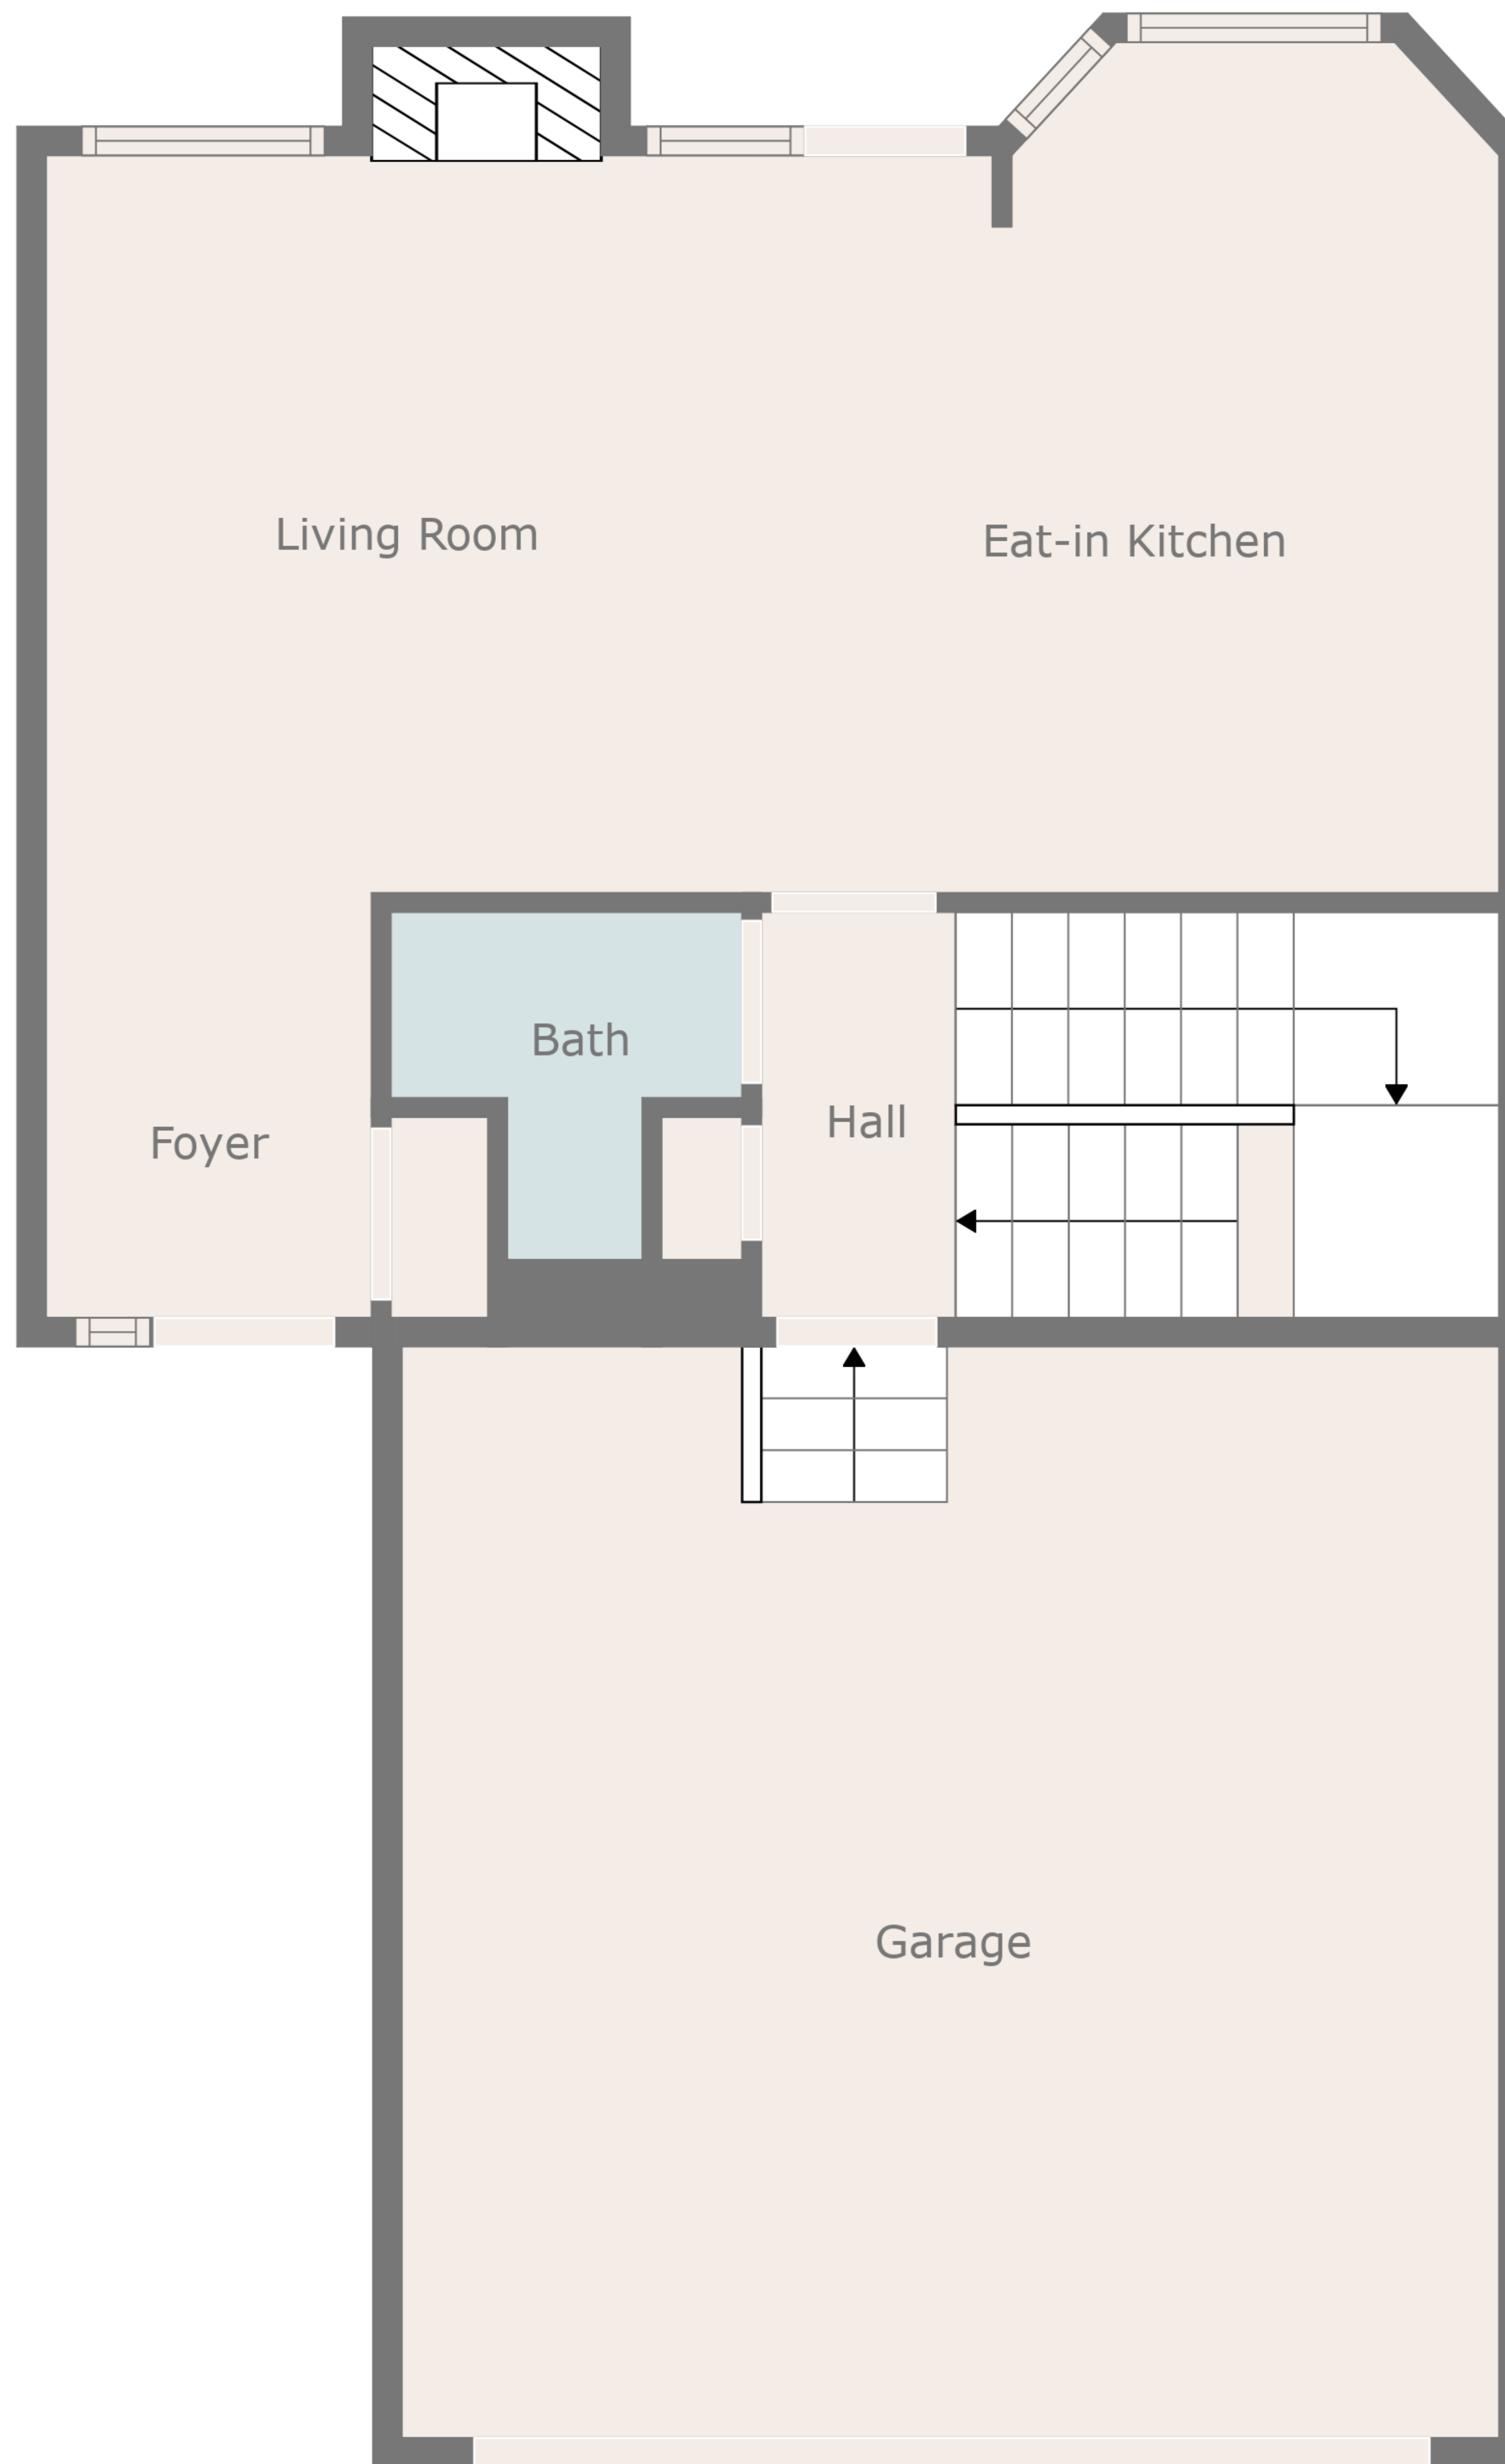 Living Room
Eat-in Kitchen
Bath
Foyer
Hall
Garage